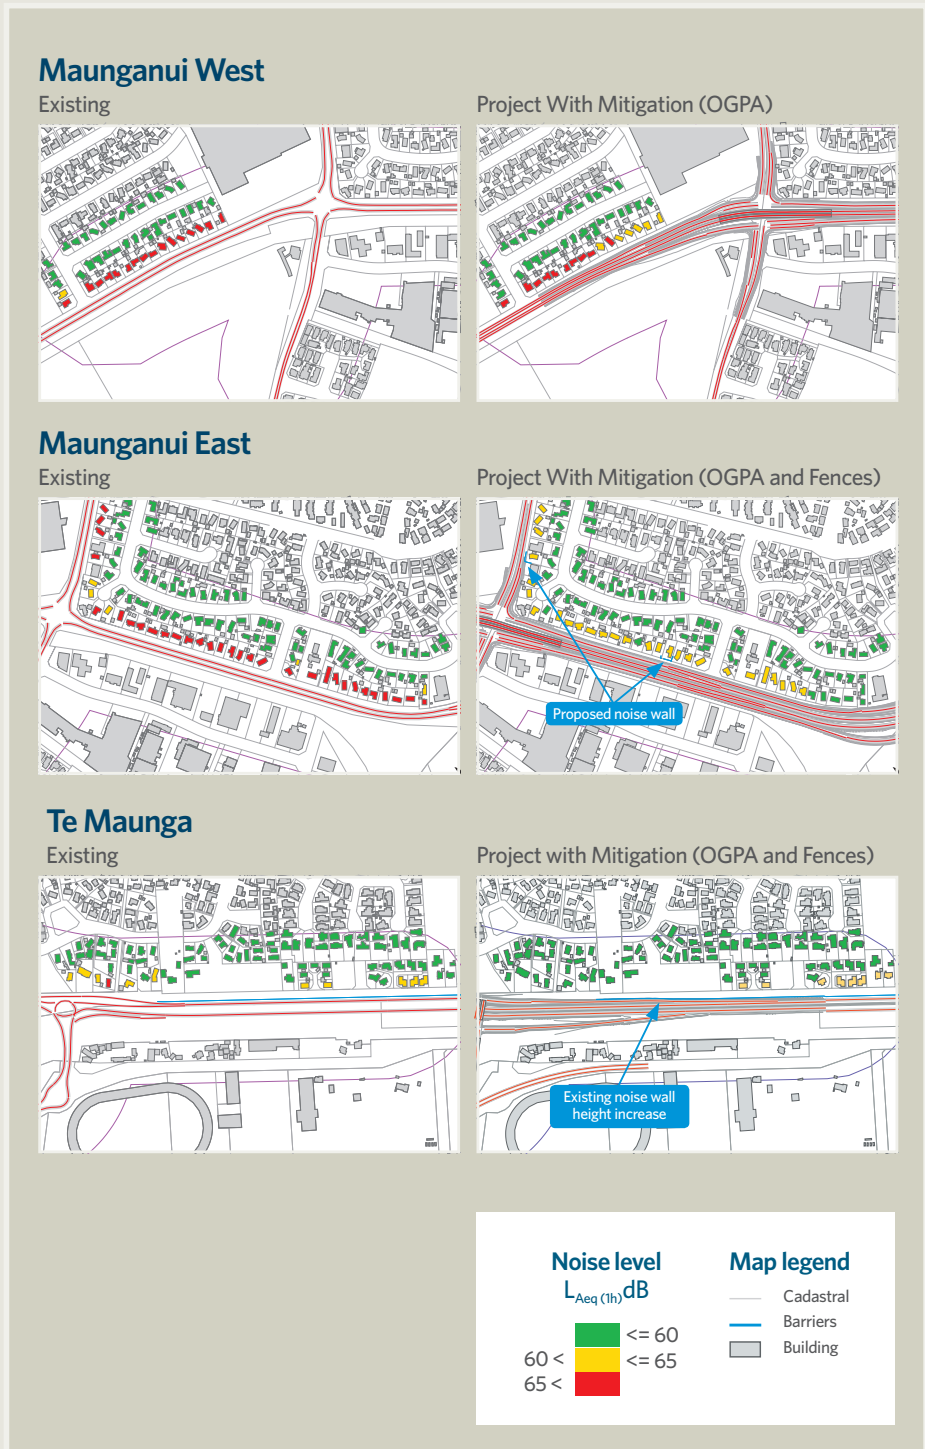 Maunganui West
Existing
Project With Mitigation (OGPA)
Maunganui East
Existing
Project With Mitigation (OGPA and Fences)
Proposed noise wall
Te Maunga
Existing
Project with Mitigation (OGPA and Fences)
Existing noise wall
height increase
Noise level
LAeq (1h)dB
<= 60
60 < <= 65
65 <
Map legend
Cadastral
Barriers
Building